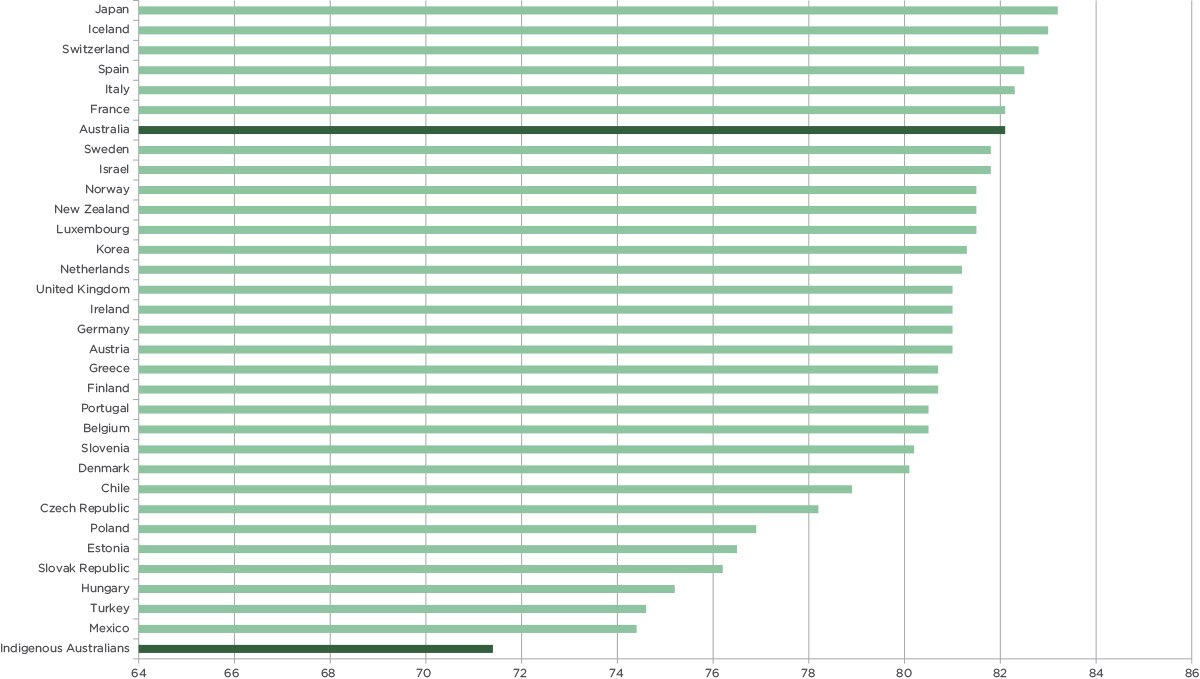 Japan
Iceland
Switzerland
Spain
Italy
France
Australia
Sweden
Israel
Norway
New Zealand
Luxembourg
Korea
Netherlands
United Kingdom
Ireland
Germany
Austria
Greece
Finland
Portugal
Belgium
Slovenia
Denmark
Chile
Czech Republic
Poland
Estonia
Slovak Republic
Hungary
Turkey
Mexico
Indigenous Australians
64 66 68 70 72 74 76 78 80 82 84 86